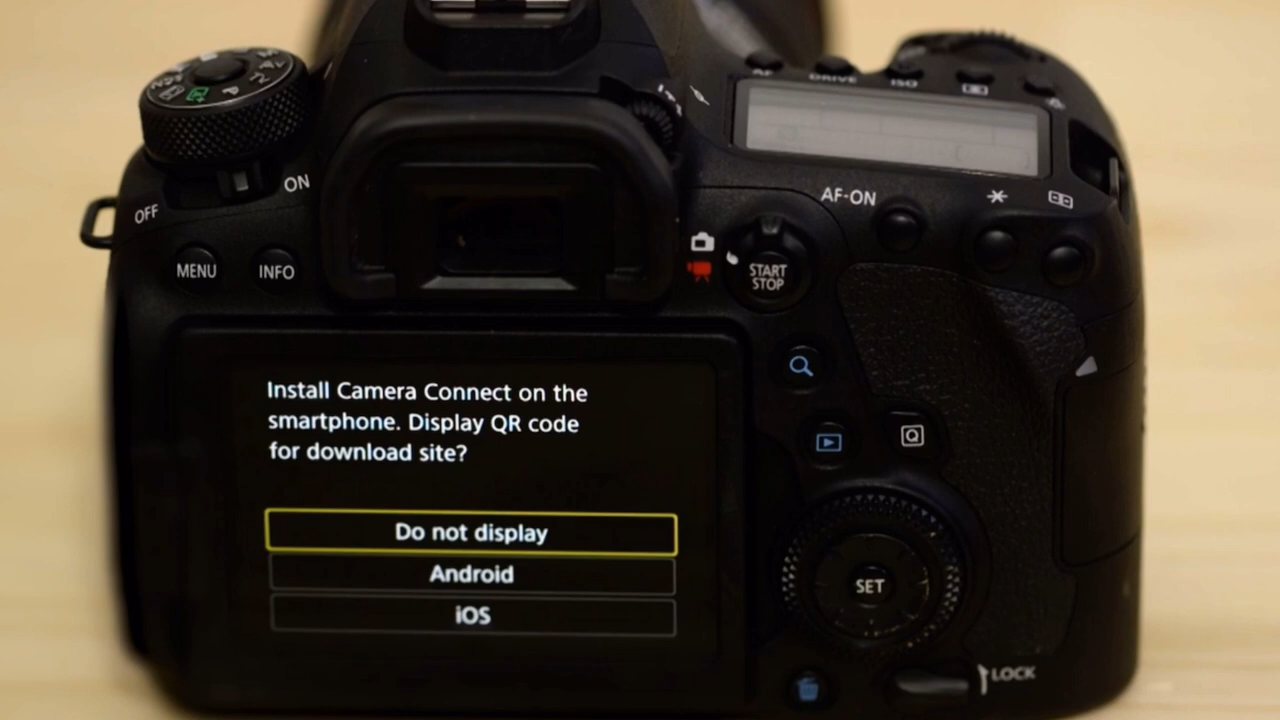 AF DRIVE ISO
ON
OFF
AF-ON
MENU INFO
START
STOP
Install Camera Connect on the
smartphone. Display QR code
for download site?
Q
Do not display
Android
iOS
SET
LOCK